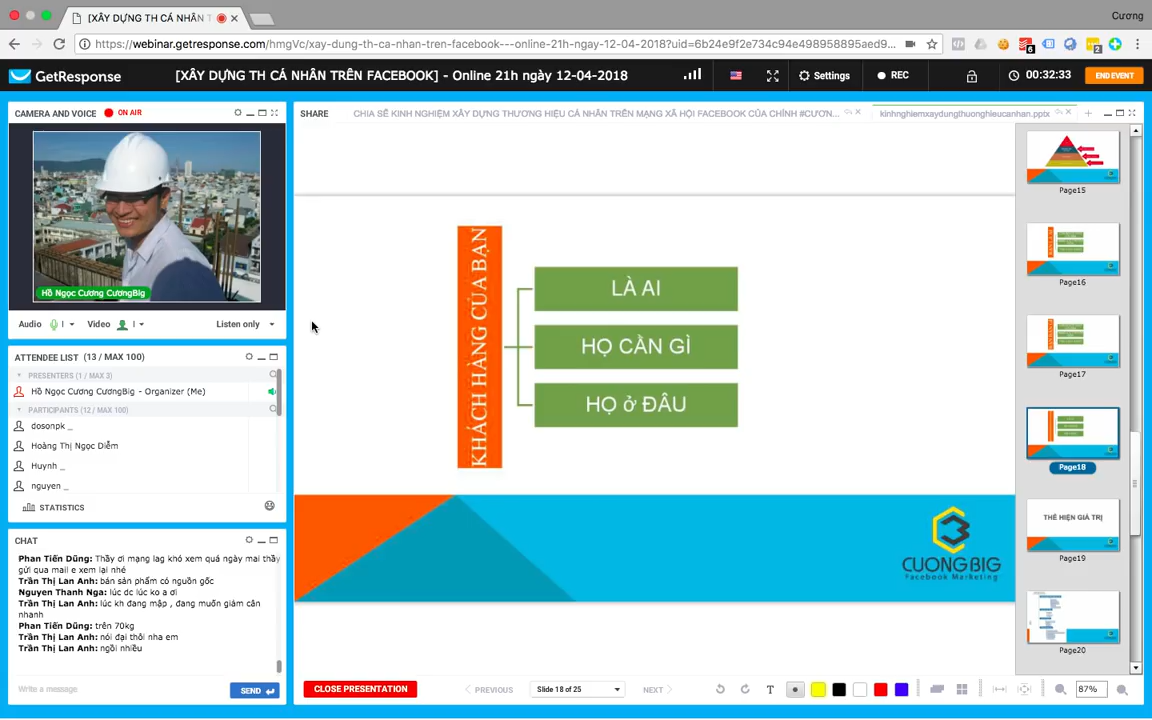 [XÂY DỰNG TH CÁ NHÂN T
Cương
https://webinar.getresponse.com/hmgVc/xay-dung-th-ca-nhan-tren-facebook---online-21h-ngay-12-04-2018?uid=6b24e9f2e734c94e498958895aed9...
6
2
GetResponse
[XÂY DỰNG TH CÁ NHÂN TRÊN FACEBOOK] - Online 21h ngày 12-04-2018
Settings
REC
00:32:33
END EVENT
CAMERA AND VOICE
ON AIR
SHARE
CHIA SẼ KINH NGHIỆM XÂY DỰNG THƯƠNG HIỆU CÁ NHÂN TRÊN MẠNG XÃ HỘI FACEBOOK CỦA CHÍNH #CƯƠN...
kinhnghiemxaydungthuonghieucanhan.pptx
Hồ Ngọc Cương CươngBig
Audio
Video
Listen only
ATTENDEE LIST (13 / MAX 100)
PRESENTERS (1 / MAX 3)
Hồ Ngọc Cương CươngBig - Organizer (Me)
PARTICIPANTS (12 / MAX 100)
dosonpk _
Hoàng Thị Ngọc Diễm
Huynh _
nguyen _
STATISTICS
CHAT
Phan Tiến Dũng: Thầy ơi mạng lag khó xem quá ngày mai thầy
gửi qua mail e xem lại nhé
Trần Thị Lan Anh: bán sản phẩm có nguồn gốc
Nguyen Thanh Nga: lúc dc lúc ko a ơi
Trần Thị Lan Anh: lúc kh đang mập , đang muốn giảm cân
nhanh
Phan Tiến Dũng: trên 70kg
Trần Thị Lan Anh: nói đại thôi nha em
Trần Thị Lan Anh: ngồi nhiều
Write a message
SEND
KHÁCH HÀNG CỦA BẠN
LÀ AI
HỌ CẦN GÌ
HỌ ở ĐÂU
CUONGBIG
Facebook Marketing
Page15
Page16
Page17
Page18
THỂ HIỆN GIÁ TRỊ
Page19
Page20
CLOSE PRESENTATION
PREVIOUS
Slide 18 of 25
NEXT
T
87%